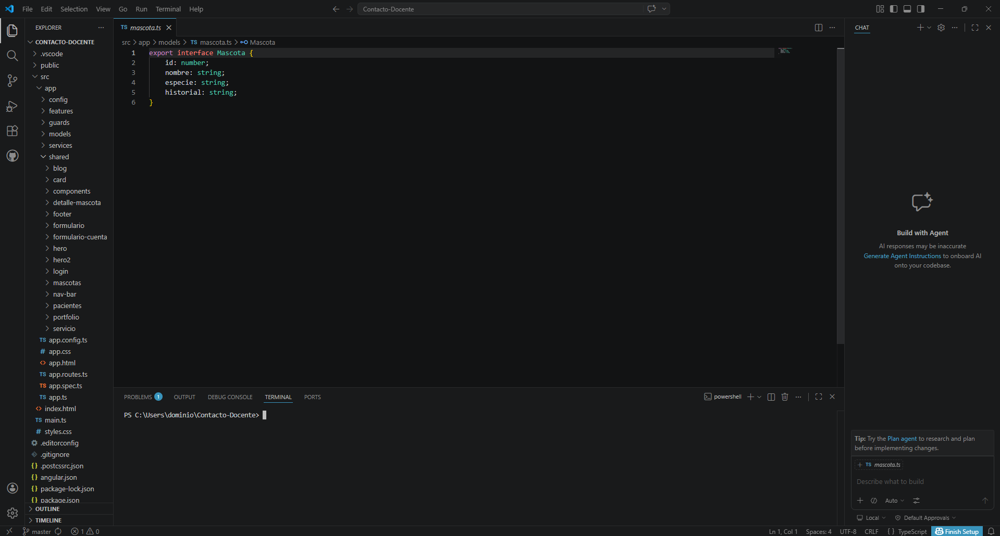 File Edit Selection View Go Run Terminal Help
Contacto-Docente
EXPLORER
CONTACTO-DOCENTE
.vscode
public
src
app
config
features
guards
models
services
shared
blog
card
components
detalle-mascota
footer
formulario
formulario-cuenta
hero
hero2
login
mascotas
nav-bar
pacientes
portfolio
servicio
TS app.config.ts
# app.css
<> app.html
TS app.routes.ts
TS app.spec.ts
TS app.ts
<> index.html
TS main.ts
# styles.css
.editorconfig
.gitignore
{} .postcssrc.json
{} angular.json
{} package-lock.json
{} package.json
OUTLINE
TIMELINE
TS mascota.ts
src > app > models > TS mascota.ts > Mascota
1 export interface Mascota {
2 id: number;
3 nombre: string;
4 especie: string;
5 historial: string;
6 }
PROBLEMS 1 OUTPUT DEBUG CONSOLE TERMINAL PORTS
powershell
PS C:\Users\dominio\Contacto-Docente>
CHAT
Build with Agent
AI responses may be inaccurate
Generate Agent Instructions to onboard AI
onto your codebase.
Tip: Try the Plan agent to research and plan
before implementing changes.
+ TS mascota.ts
Describe what to build
Auto
Local Default Approvals
master 1 0
Ln 1, Col 1 Spaces: 4 UTF-8 CRLF {} TypeScript Finish Setup